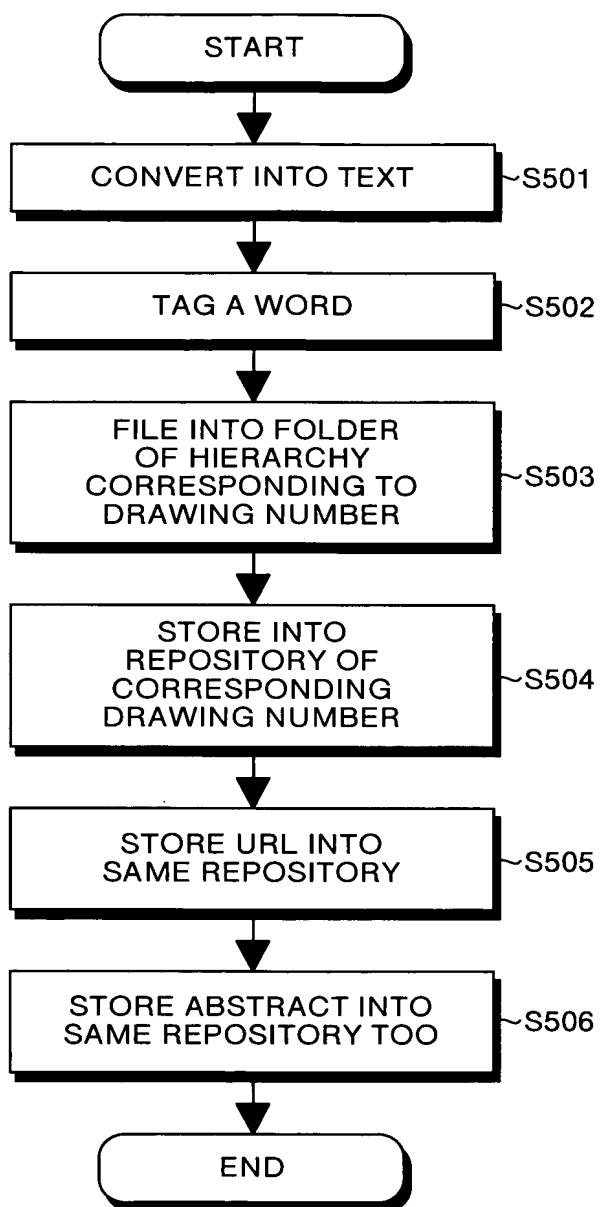 START
CONVERT INTO TEXT
S501
TAG A WORD
S502
FILE INTO FOLDER
OF HIERARCHY
CORRESPONDING TO
DRAWING NUMBER
S503
STORE INTO
REPOSITORY OF
CORRESPONDING
DRAWING NUMBER
S504
STORE URL INTO
SAME REPOSITORY
S505
STORE ABSTRACT INTO
SAME REPOSITORY TOO
S506
END